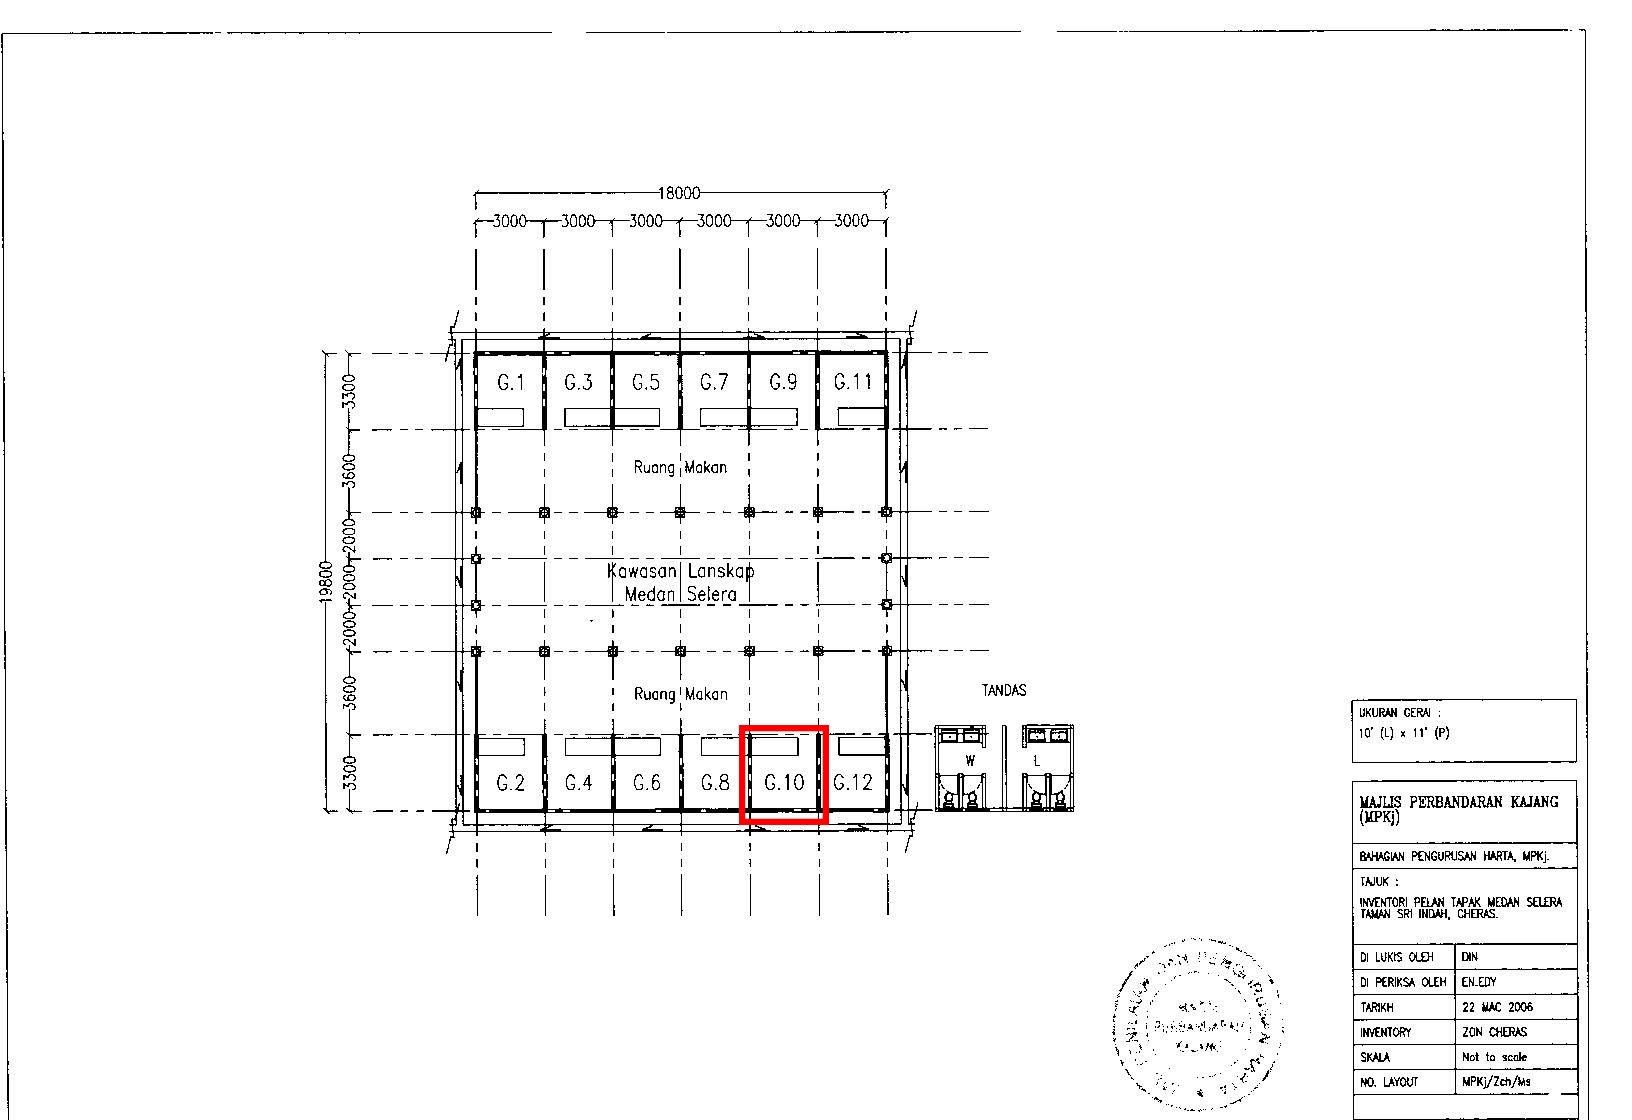 18000
3000 3000 3000 3000 3000 3000
G.1 G.3 G.5 G.7 G.9 G.11
3300
3600
2000
2000
2000
3600
3300
19800
Ruang Makan
Kawasan Lanskap
Medan Selera
Ruang Makan
G.2 G.4 G.6 G.8 G.10 G.12
TANDAS
W L
UKURAN GERAI :
10' (L) x 11' (P)
MAJLIS PERBANDARAN KAJANG
(MPKj)
BAHAGIAN PENGURUSAN HARTA, MPKj.
TAJUK :
INVENTORI PELAN TAPAK MEDAN SELERA
TAMAN SRI INDAH, CHERAS.
DI LUKIS OLEH DIN
DI PERIKSA OLEH EN.EDY
TARIKH 22 MAC 2006
INVENTORY ZON CHERAS
SKALA Not to scale
NO. LAYOUT MPKj/Zch/Ms
DAN PENGURUSAN HARTA